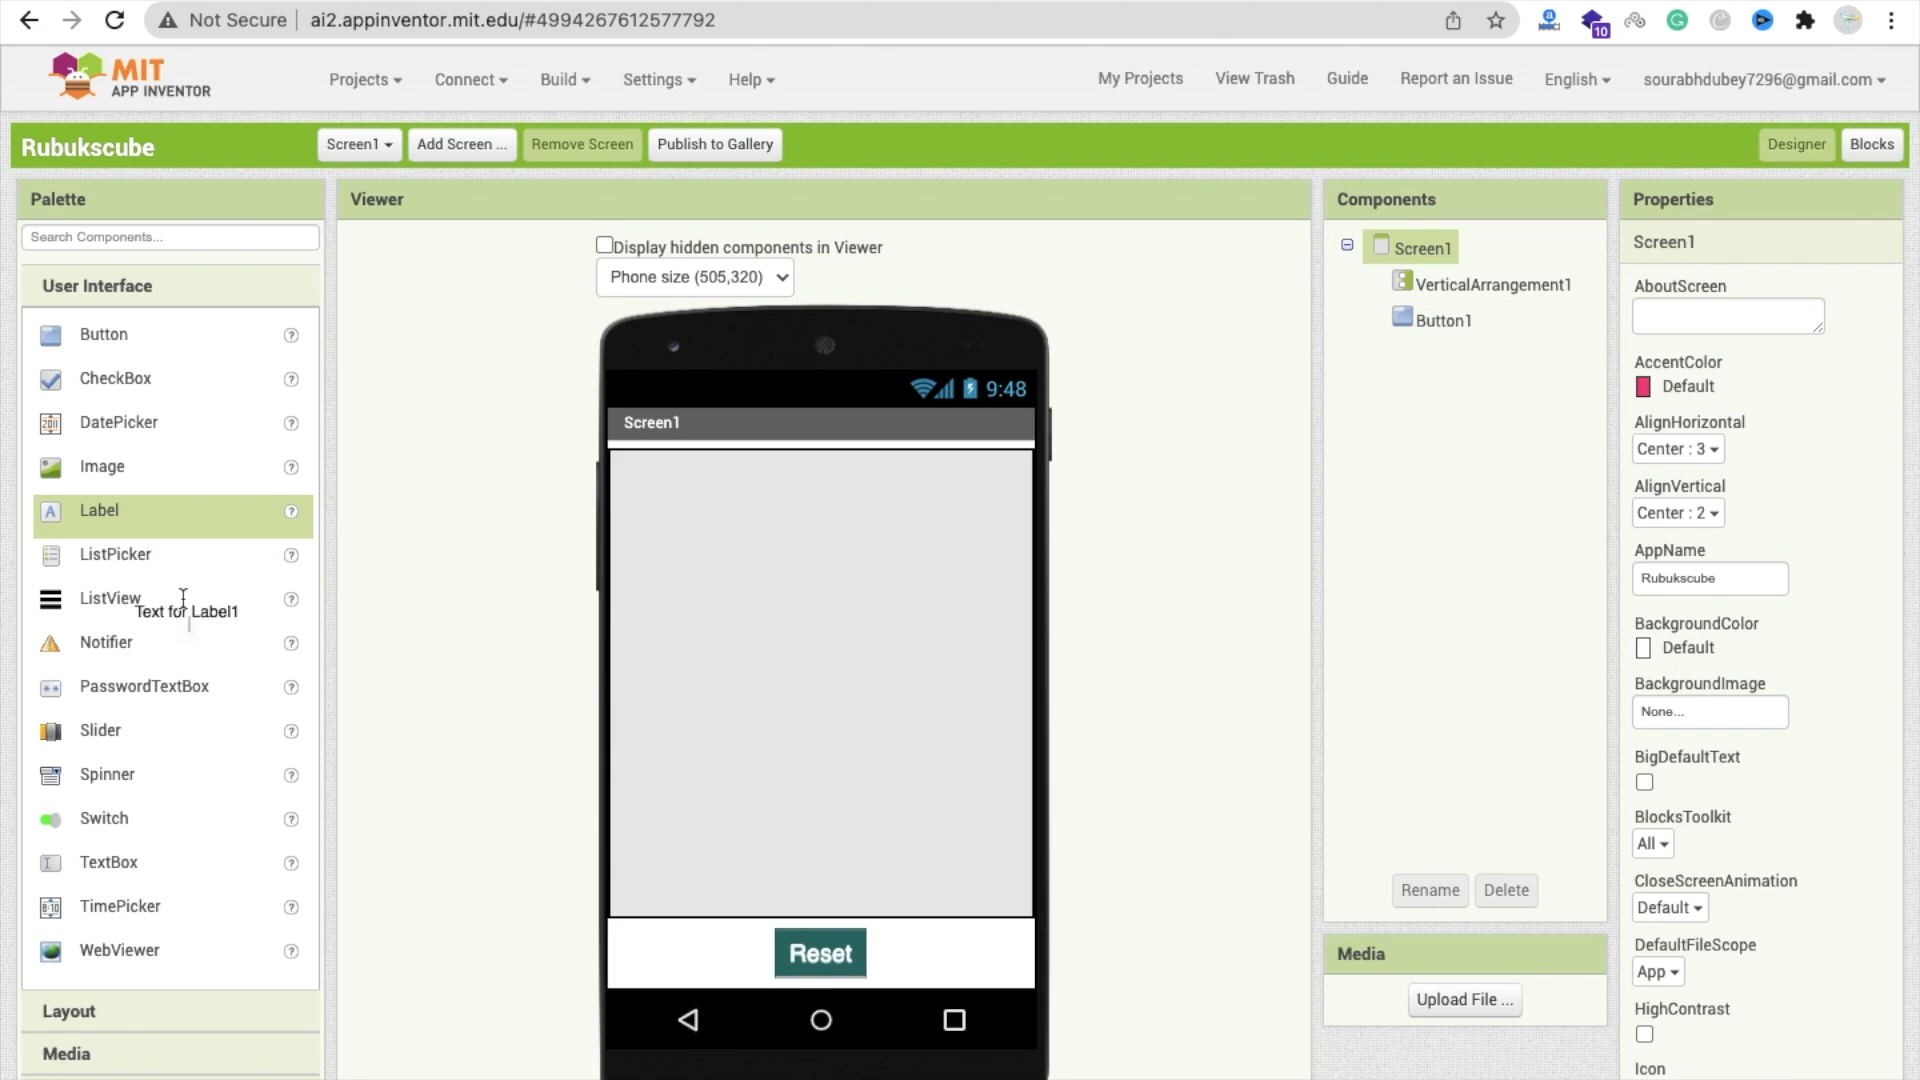 Not Secure
ai2.appinventor.mit.edu/#4994267612577792
10
MIT
APP INVENTOR
Projects
Connect
Build
Settings
Help
My Projects
View Trash
Guide
Report an Issue
English
sourabhdubey7296@gmail.com
Rubukscube
Screen1
Add Screen ...
Remove Screen
Publish to Gallery
Designer
Blocks
Palette
Search Components...
User Interface
Button
CheckBox
DatePicker
Image
Label
ListPicker
ListView
Text for Label1
Notifier
PasswordTextBox
Slider
Spinner
Switch
TextBox
TimePicker
WebViewer
Layout
Media
Viewer
Display hidden components in Viewer
Phone size (505,320)
9:48
Screen1
Reset
Components
Screen1
VerticalArrangement1
Button1
Rename
Delete
Media
Upload File ...
Properties
Screen1
AboutScreen
AccentColor
Default
AlignHorizontal
Center : 3
AlignVertical
Center : 2
AppName
Rubukscube
BackgroundColor
Default
BackgroundImage
None...
BigDefaultText
BlocksToolkit
All
CloseScreenAnimation
Default
DefaultFileScope
App
HighContrast
Icon